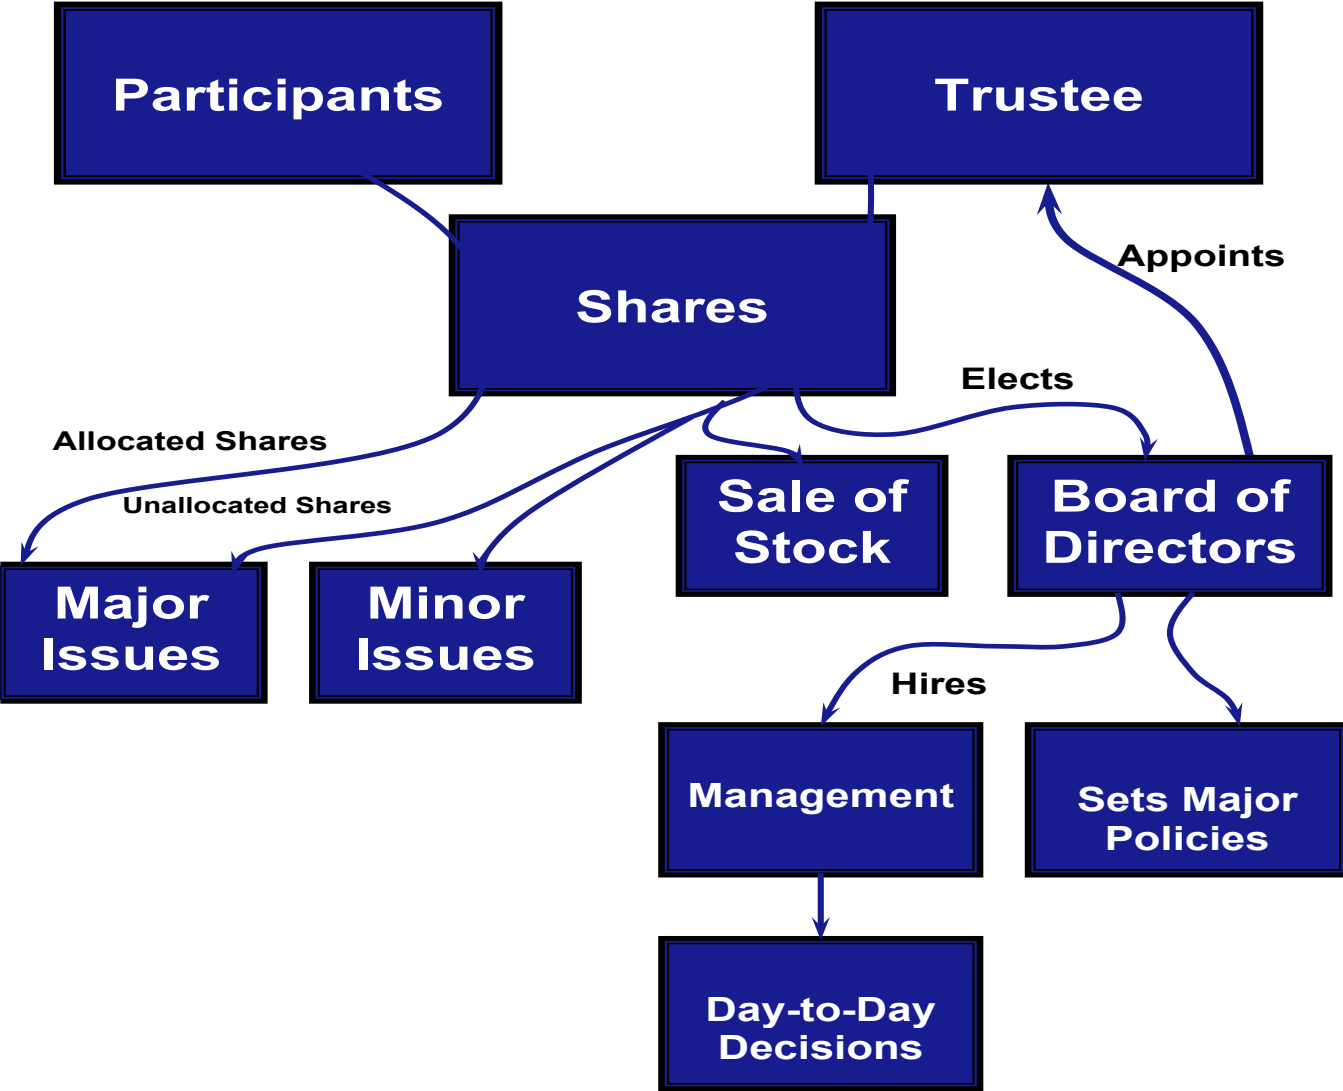 Participants
Trustee
Appoints
Shares
Elects
Allocated Shares
Unallocated Shares
Sale of
Stock
Board of
Directors
Major
Issues
Minor
Issues
Hires
Management
Sets Major
Policies
Day-to-Day
Decisions